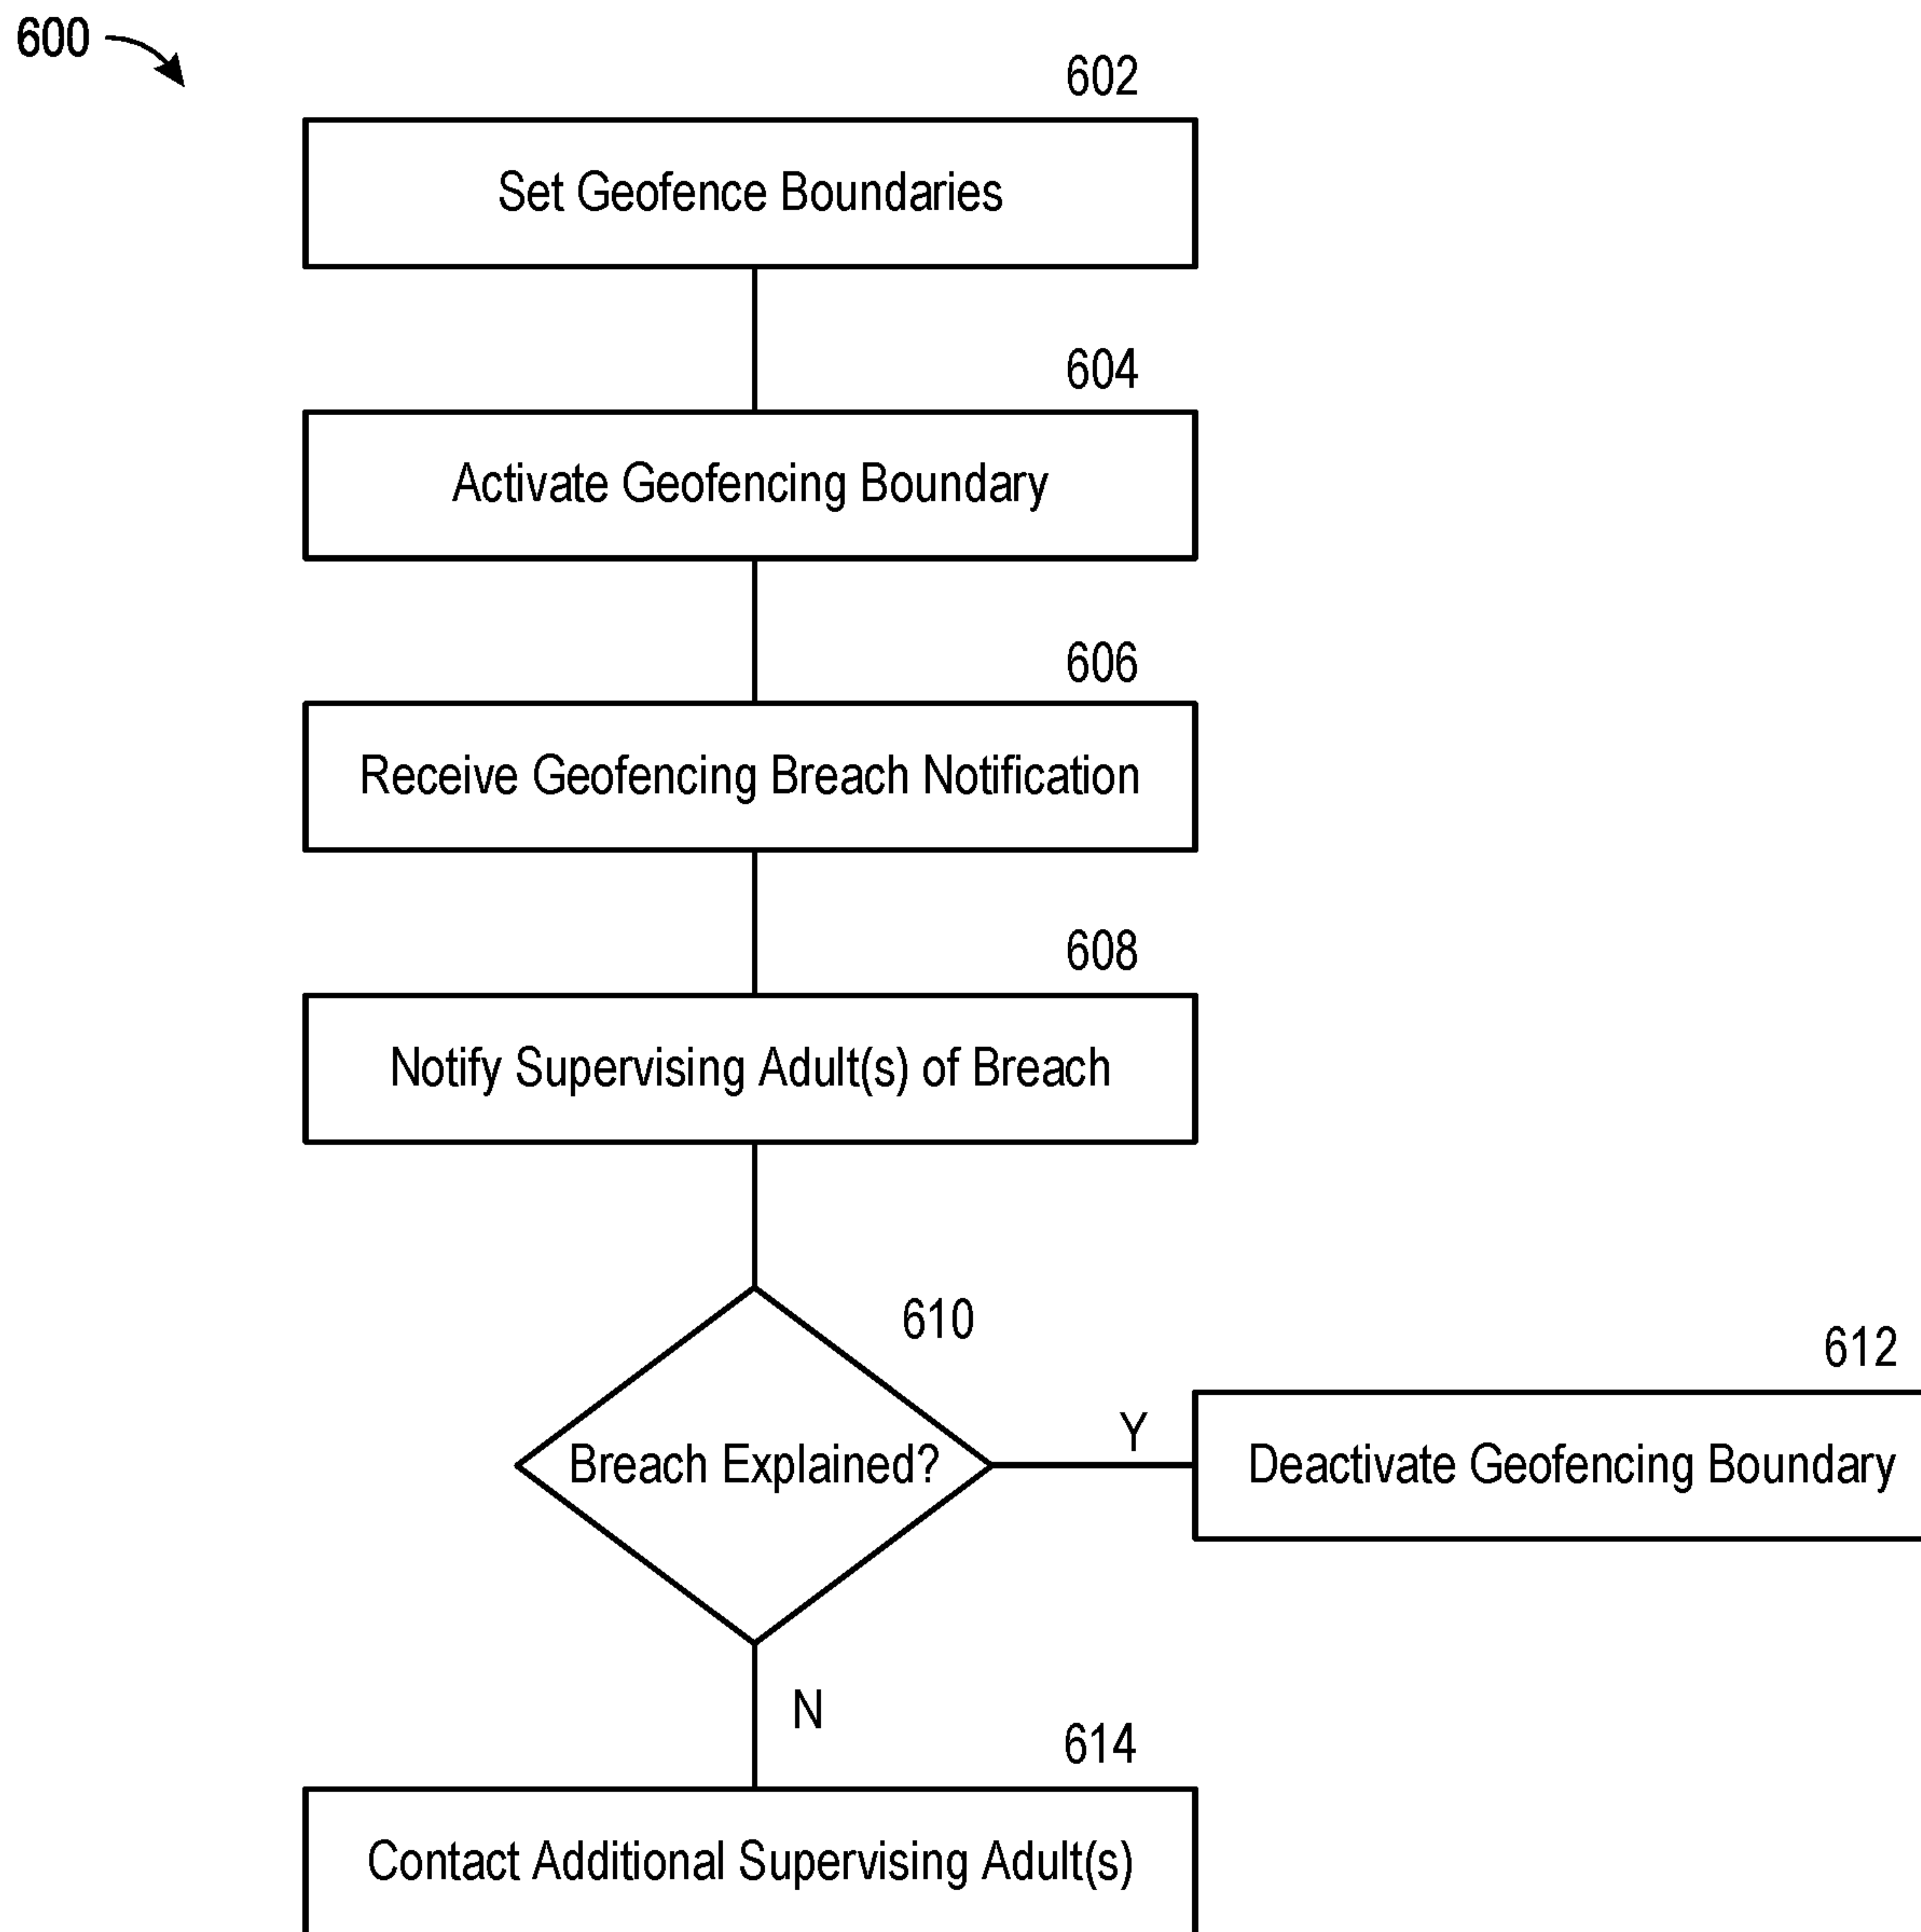 600
602
Set Geofence Boundaries
604
Activate Geofencing Boundary
606
Receive Geofencing Breach Notification
608
Notify Supervising Adult(s) of Breach
610
Breach Explained?
Y
612
Deactivate Geofencing Boundary
N
614
Contact Additional Supervising Adult(s)